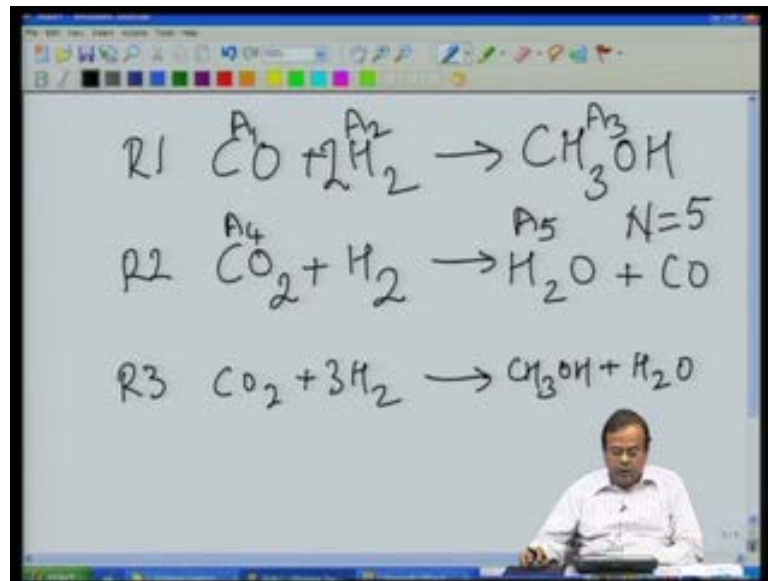 A1 A2 A3
R1 CO + 2H2 → CH3OH
A4 A5 N=5
R2 CO2 + H2 → H2O + CO
R3 CO2 + 3H2 → CH3OH + H2O